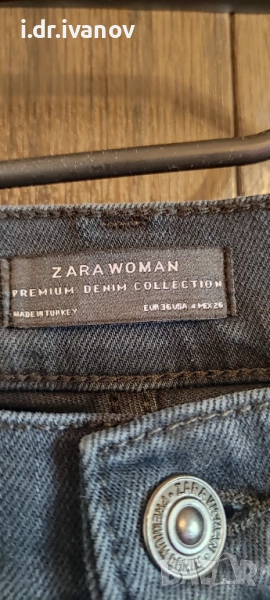 i.dr.ivanov
ZARA WOMAN
PREMIUM DENIM COLLECTION
MADE IN TURKEY
EUR 36 USA 4 MEX 26
ZARA